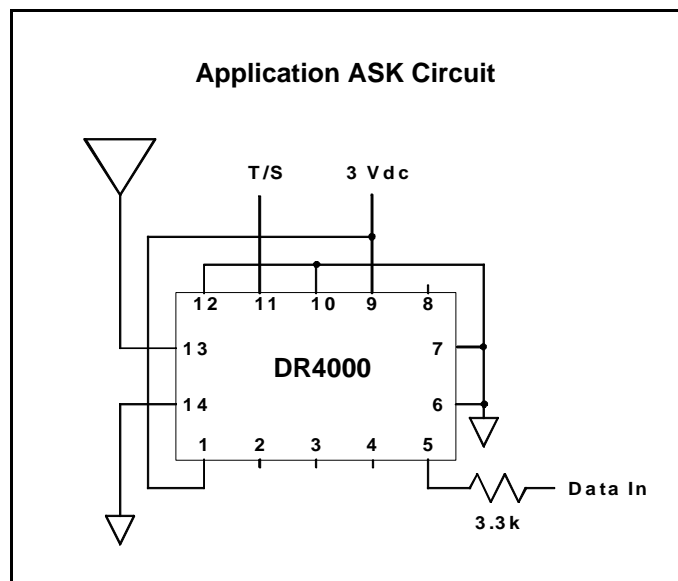 Application ASK Circuit
T/S 3 Vdc
12 11 10 9 8
13 7
DR4000
14 6
1 2 3 4 5
Data In
3.3k